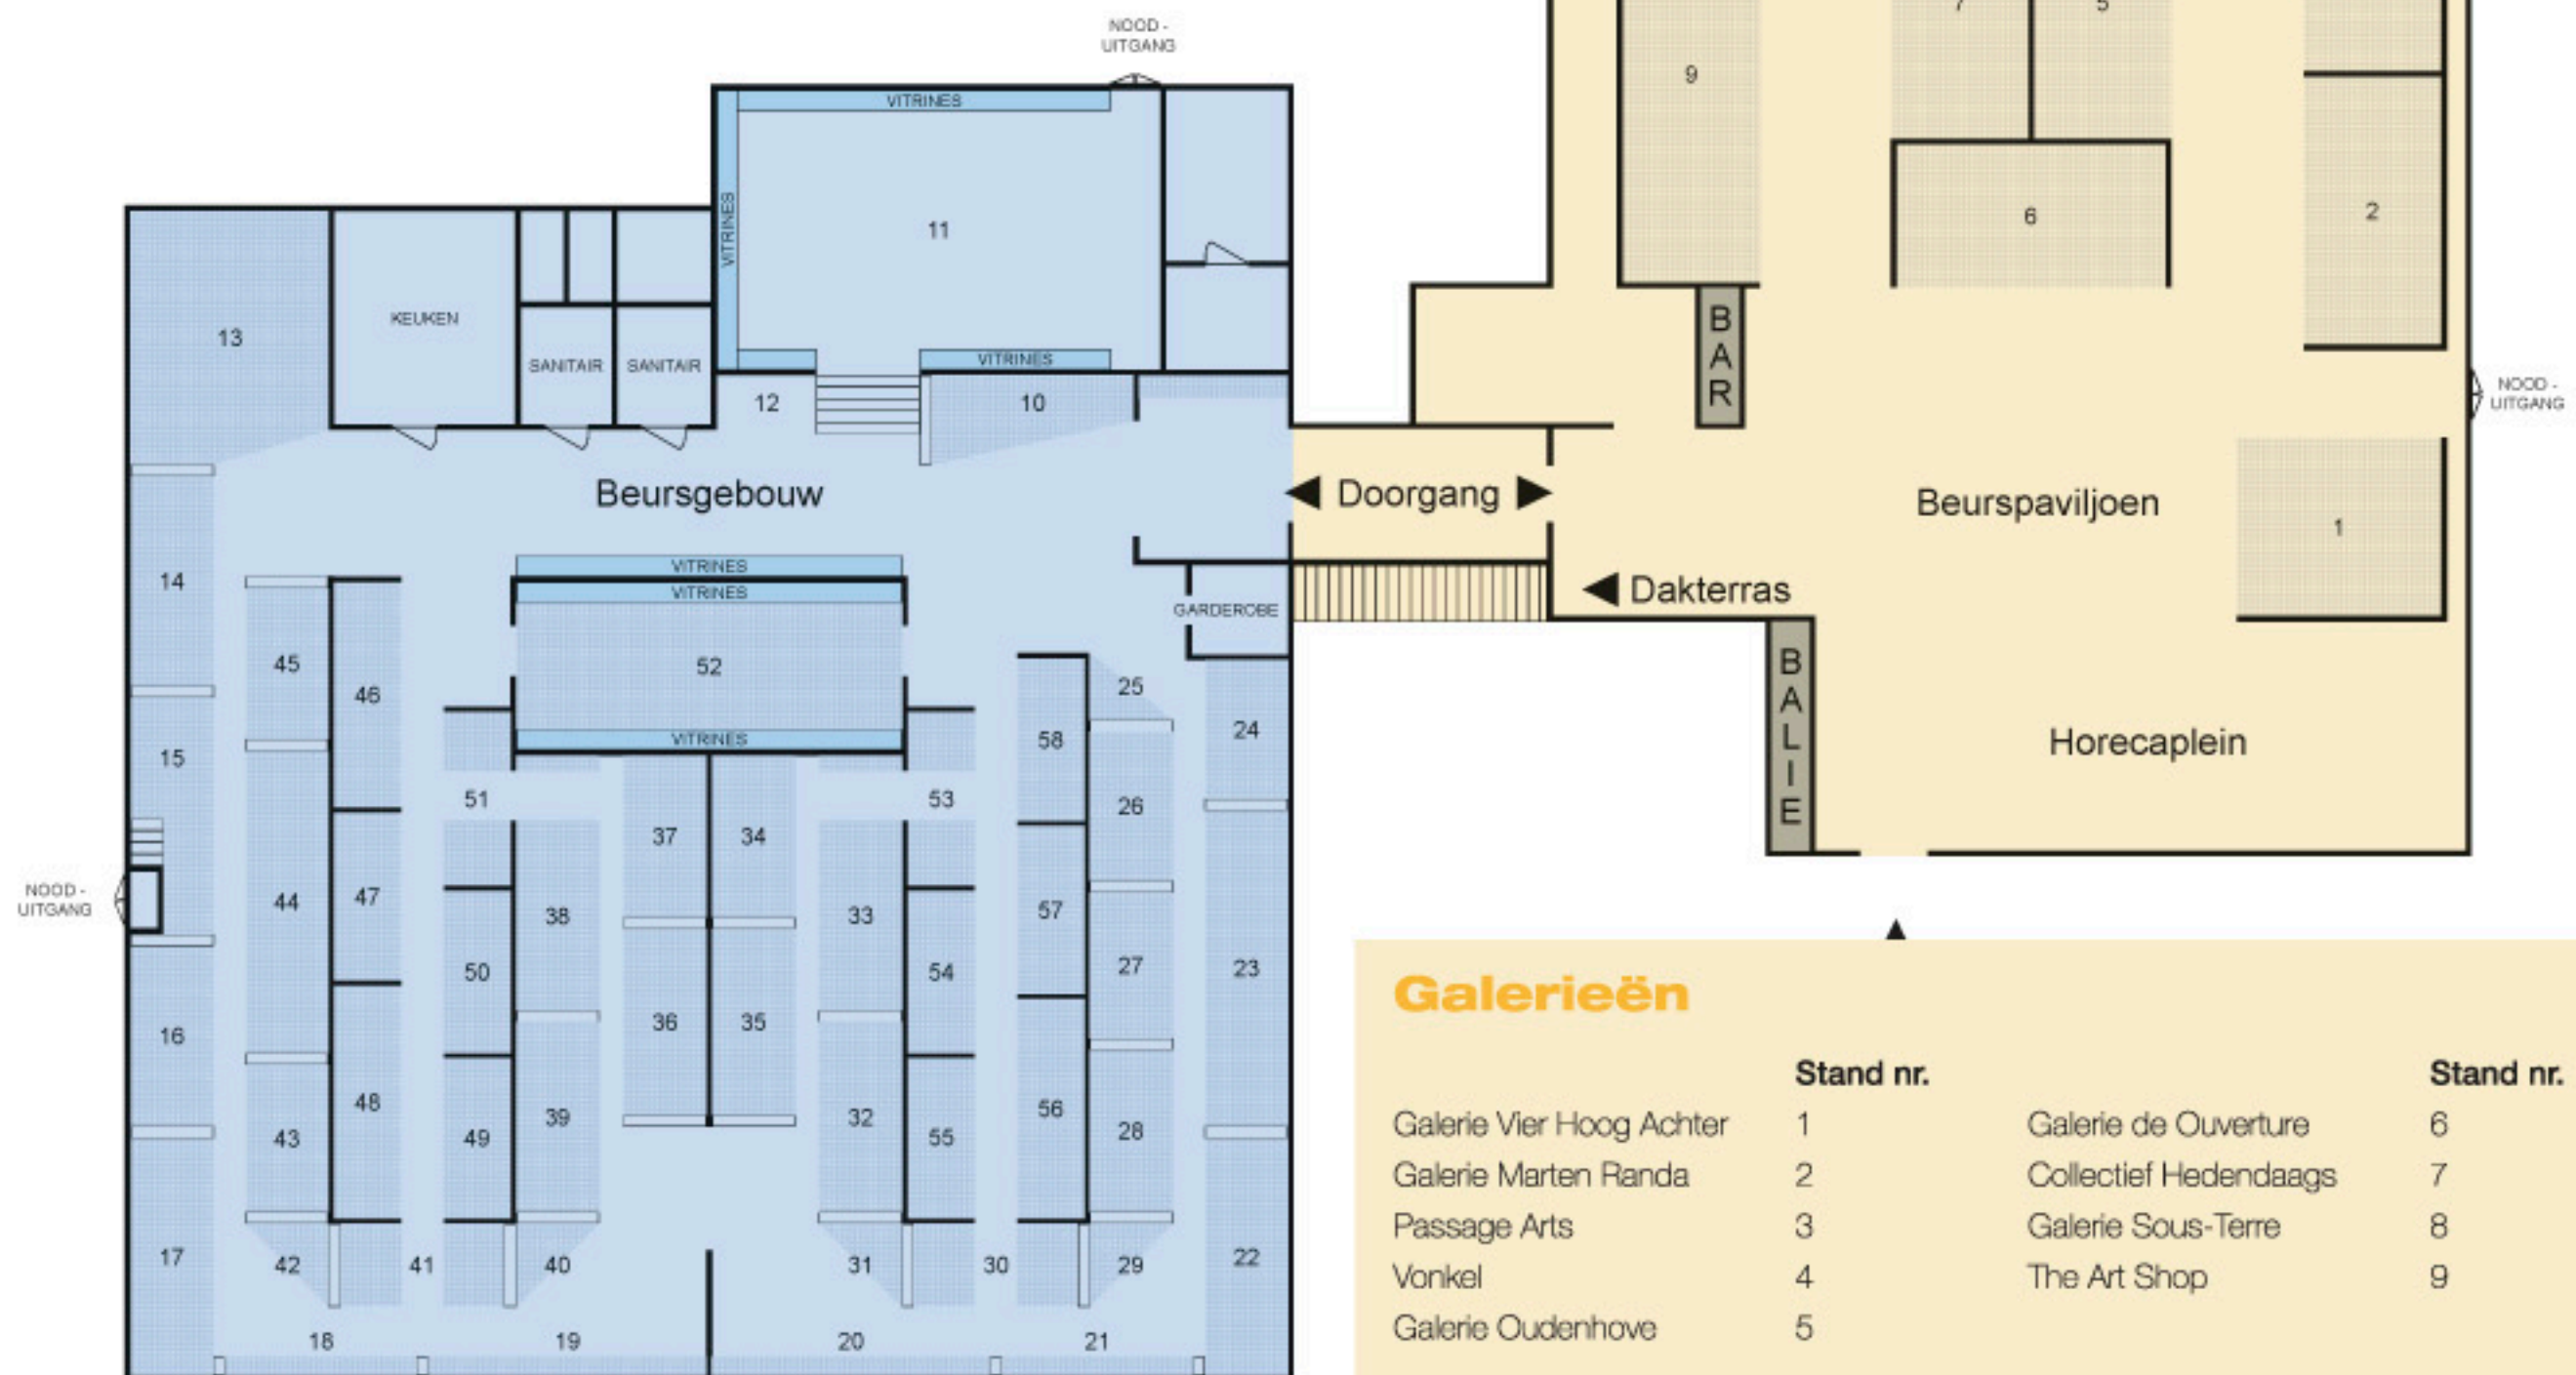 NOOD -
UITGANG
7
5
9
VITRINES
VITRINES
11
6
2
13
KEUKEN
SANITAIR
SANITAIR
VITRINES
12
10
BAR
NOOD -
UITGANG
Beursgebouw
Doorgang
Beurspaviljoen
1
VITRINES
VITRINES
14
Dakterras
GARDEROBE
45
46
52
58
25
24
BALIE
Horecaplein
VITRINES
15
51
53
26
37
34
NOOD -
UITGANG
44
47
38
33
57
50
54
27
23
16
36
35
48
43
49
39
32
55
56
28
17
42
41
40
31
30
29
22
18
19
20
21
Galerieën
Stand nr.
Stand nr.
Galerie Vier Hoog Achter 1
Galerie Marten Randa 2
Passage Arts 3
Vonkel 4
Galerie Oudenhove 5
Galerie de Ouverture 6
Collectief Hedendaags 7
Galerie Sous-Terre 8
The Art Shop 9